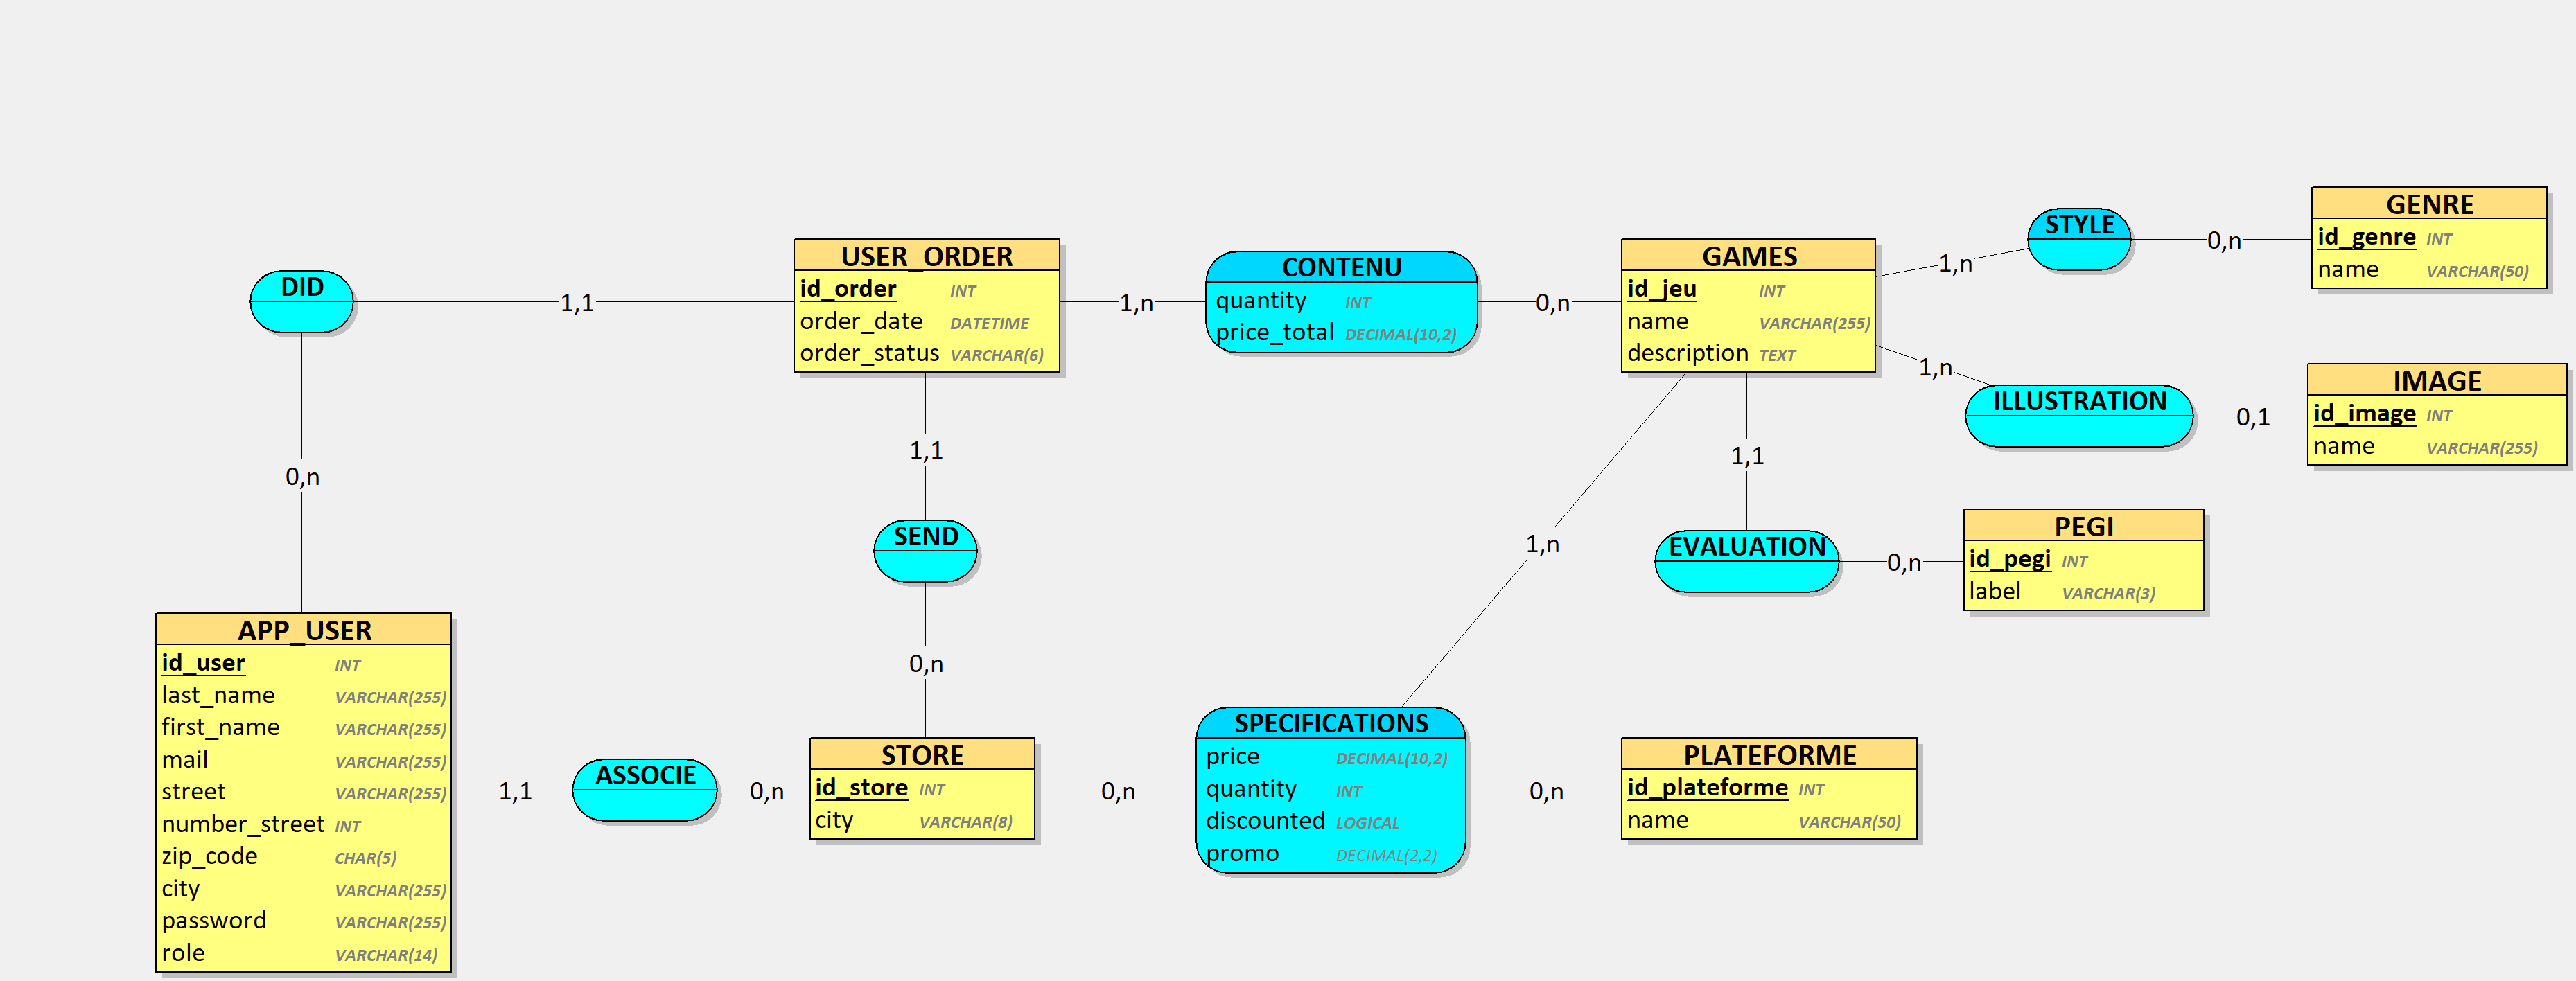 DID
1,1
0,n
USER_ORDER
id_order INT
order_date DATETIME
order_status VARCHAR(6)
1,n
CONTENU
quantity INT
price_total DECIMAL(10,2)
0,n
GAMES
id_jeu INT
name VARCHAR(255)
description TEXT
1,n
STYLE
0,n
GENRE
id_genre INT
name VARCHAR(50)
1,n
ILLUSTRATION
0,1
IMAGE
id_image INT
name VARCHAR(255)
1,1
SEND
0,n
1,n
1,1
EVALUATION
0,n
PEGI
id_pegi INT
label VARCHAR(3)
APP_USER
id_user INT
last_name VARCHAR(255)
first_name VARCHAR(255)
mail VARCHAR(255)
street VARCHAR(255)
number_street INT
zip_code CHAR(5)
city VARCHAR(255)
password VARCHAR(255)
role VARCHAR(14)
1,1
ASSOCIE
0,n
STORE
id_store INT
city VARCHAR(8)
0,n
SPECIFICATIONS
price DECIMAL(10,2)
quantity INT
discounted LOGICAL
promo DECIMAL(2,2)
0,n
PLATEFORME
id_plateforme INT
name VARCHAR(50)